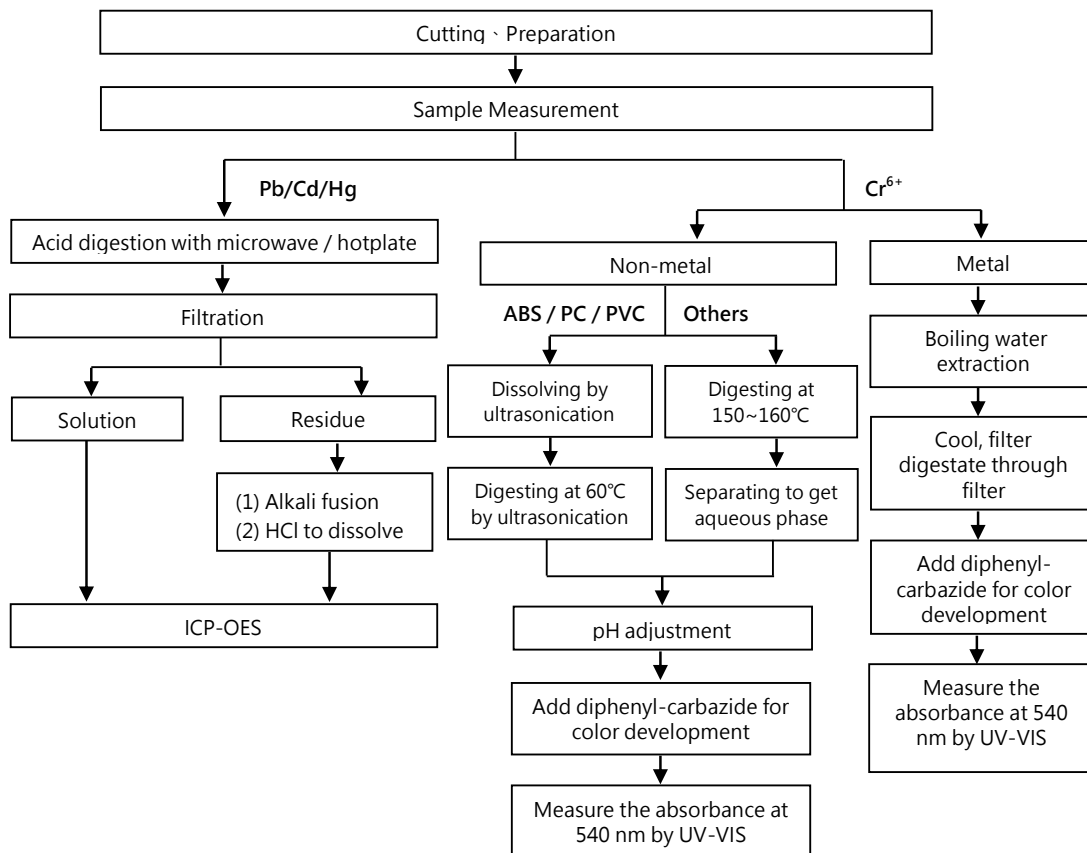 Cutting、Preparation
Sample Measurement
Pb/Cd/Hg
Cr6+
Acid digestion with microwave / hotplate
Filtration
Solution
Residue
(1) Alkali fusion
(2) HCl to dissolve
ICP-OES
Non-metal
ABS / PC / PVC
Others
Dissolving by
ultrasonication
Digesting at 60℃
by ultrasonication
Digesting at
150~160℃
Separating to get
aqueous phase
pH adjustment
Add diphenyl-carbazide for
color development
Measure the absorbance at
540 nm by UV-VIS
Metal
Boiling water
extraction
Cool, filter
digestate through
filter
Add diphenyl-
carbazide for color
development
Measure the
absorbance at 540
nm by UV-VIS